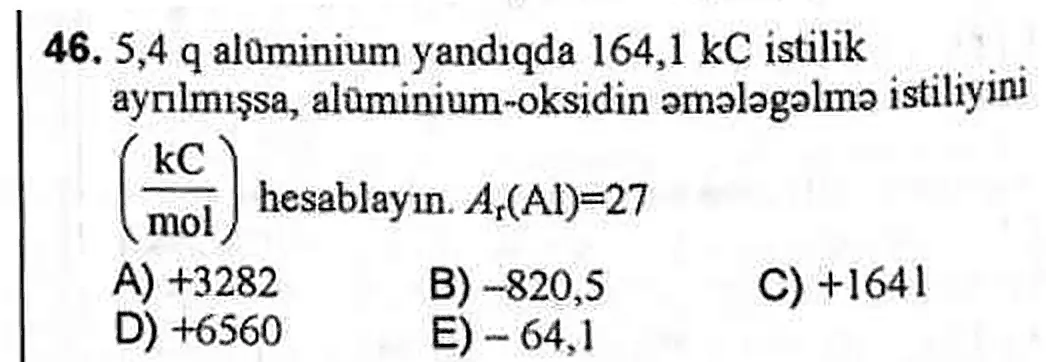 46. 5,4 q alüminium yandıqda 164,1 kC istilik
ayrılmışsa, alüminium-oksidin əmələgəlmə istiliyini
(kC/mol) hesablayın. Aᵣ(Al)=27
A) +3282 B) –820,5 C) +1641
D) +6560 E) – 64,1